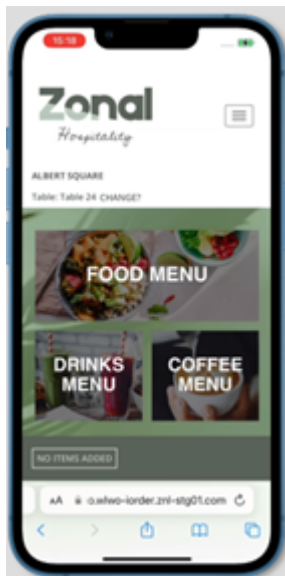 15:18
Zonal
Hospitality
ALBERT SQUARE
Table: Table 24 CHANGE?
FOOD MENU
DRINKS
MENU
COFFEE
MENU
NO ITEMS ADDED
AA o.wlwo-iorder.znl-stg01.com